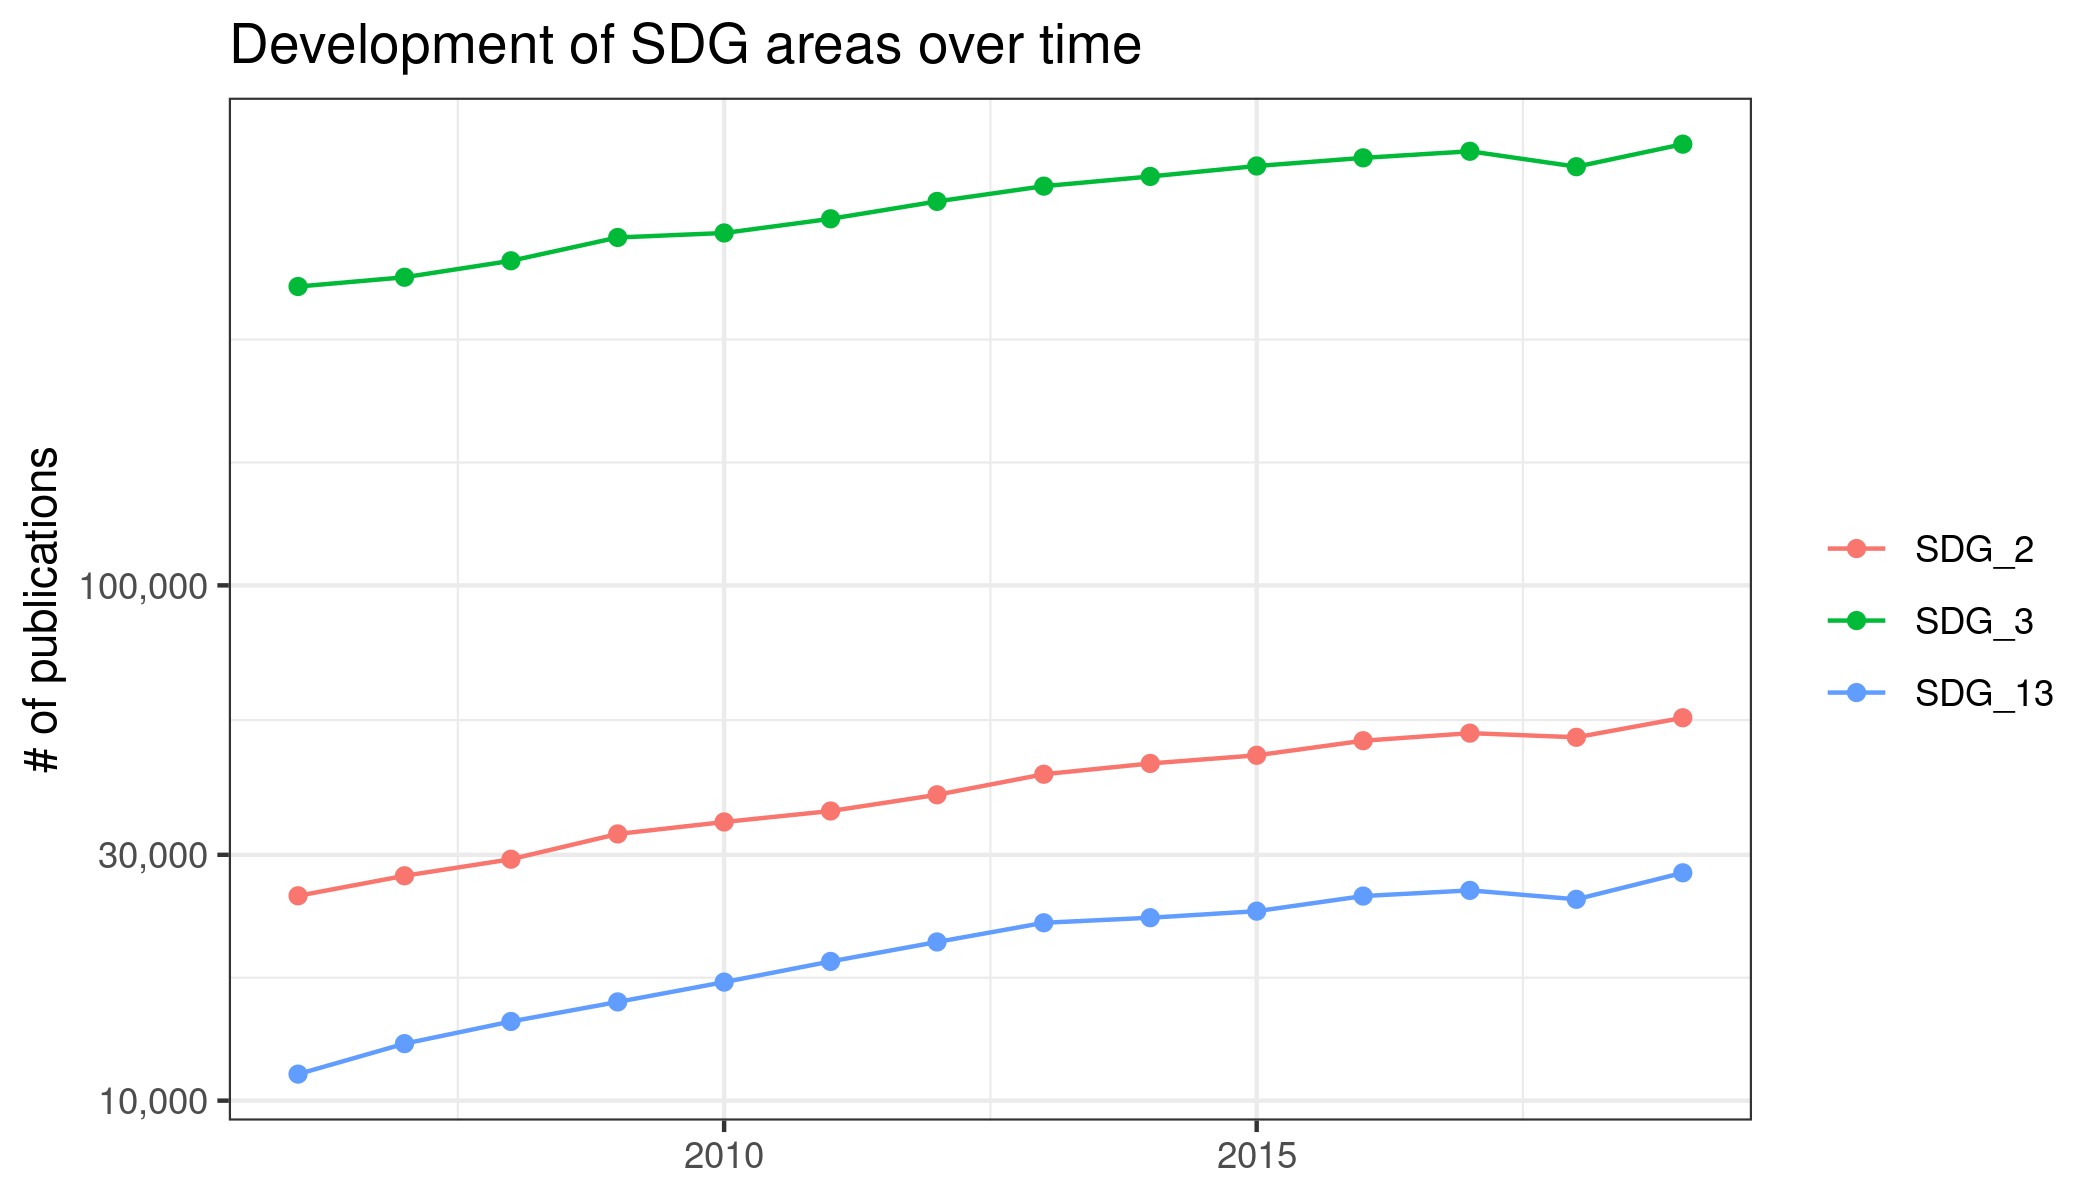 Development of SDG areas over time
# of publications
100,000
30,000
10,000
2010
2015
SDG_2
SDG_3
SDG_13